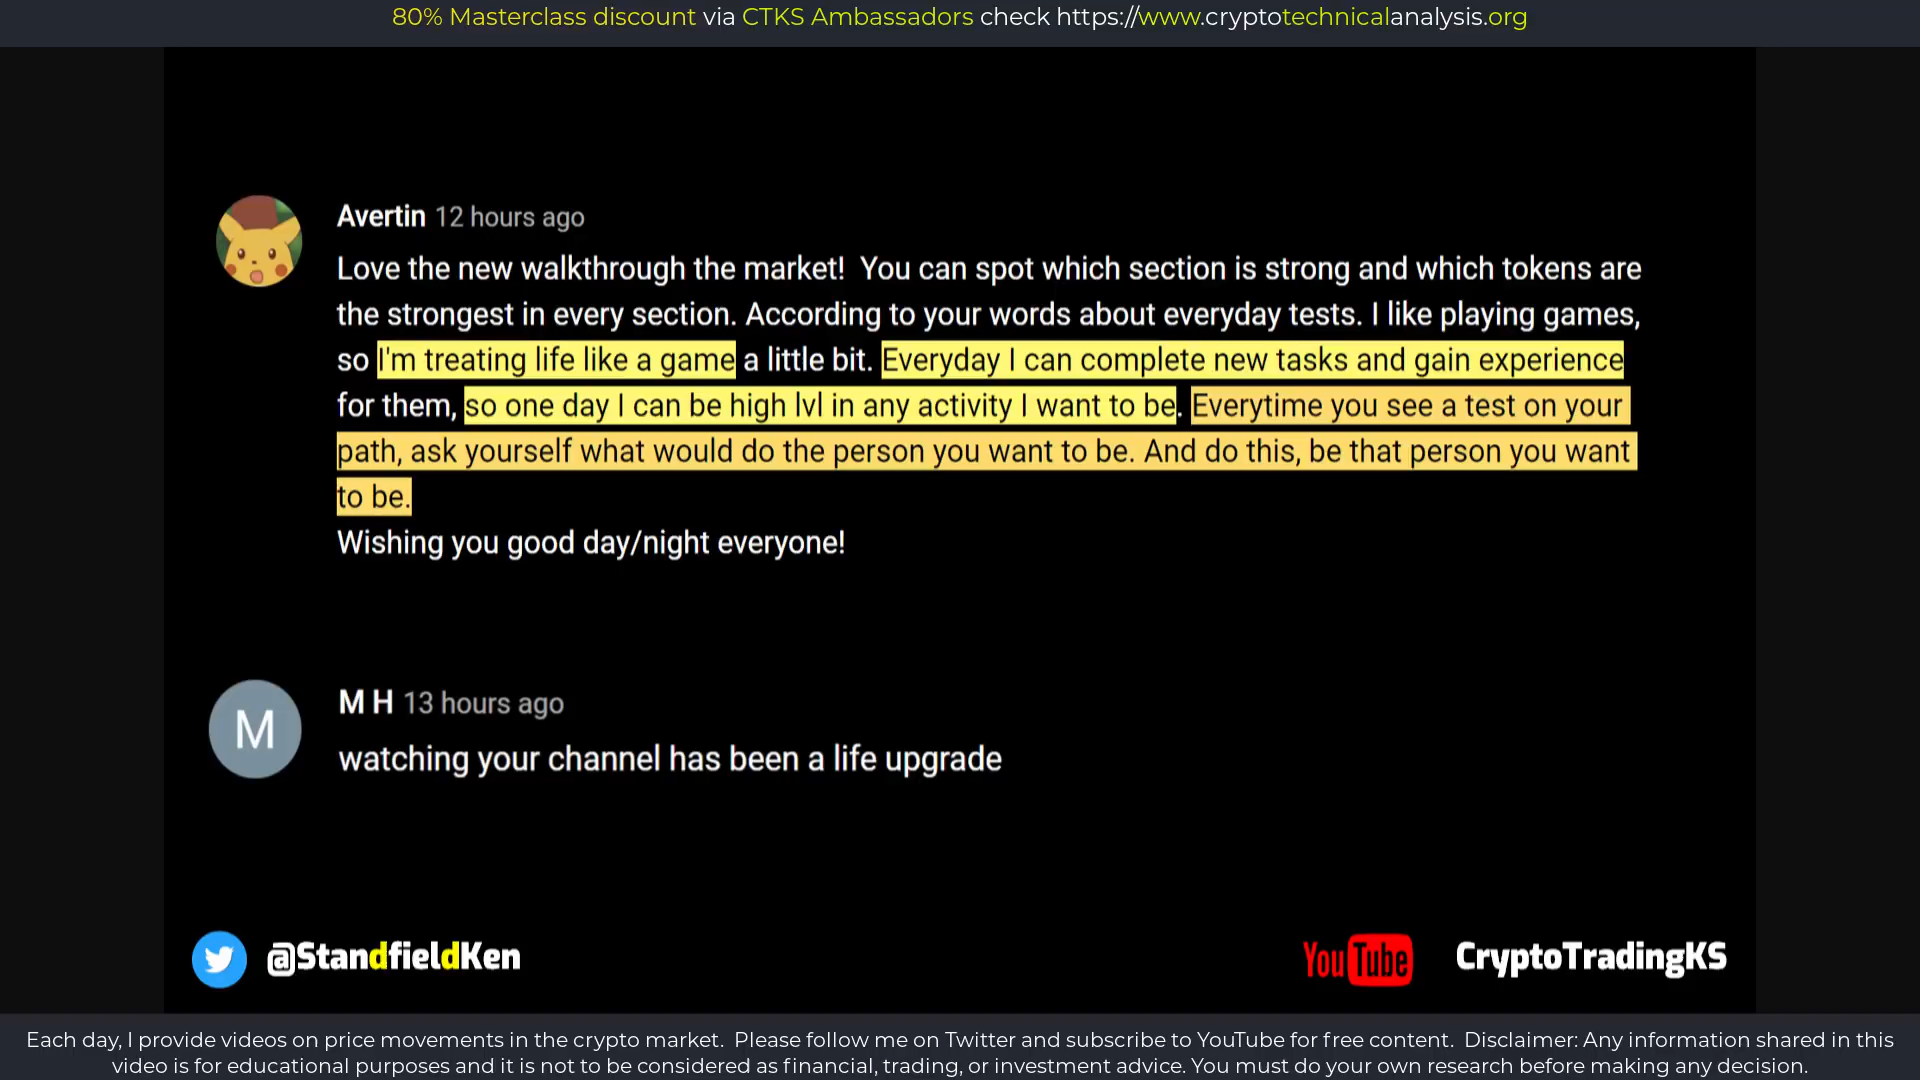 80% Masterclass discount via CTKS Ambassadors check https://www.cryptotechnicalanalysis.org
Avertin 12 hours ago
Love the new walkthrough the market!  You can spot which section is strong and which tokens are
the strongest in every section. According to your words about everyday tests. I like playing games,
so I'm treating life like a game a little bit. Everyday I can complete new tasks and gain experience
for them, so one day I can be high lvl in any activity I want to be. Everytime you see a test on your
path, ask yourself what would do the person you want to be. And do this, be that person you want
to be.
Wishing you good day/night everyone!
M
M H 13 hours ago
watching your channel has been a life upgrade
@StandfieldKen
YouTube CryptoTradingKS
Each day, I provide videos on price movements in the crypto market.  Please follow me on Twitter and subscribe to YouTube for free content.  Disclaimer: Any information shared in this
video is for educational purposes and it is not to be considered as financial, trading, or investment advice. You must do your own research before making any decision.